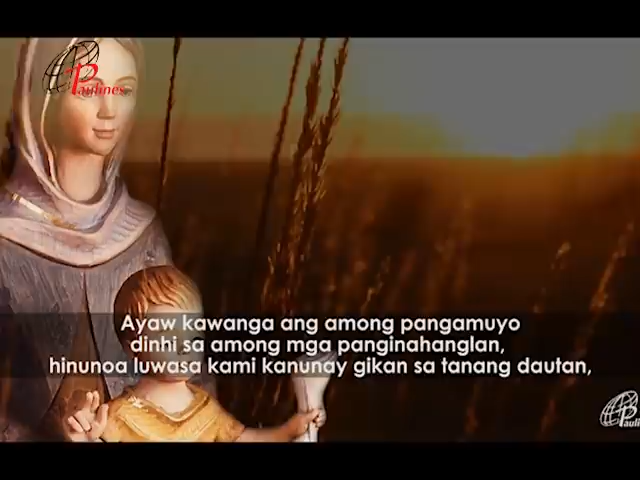 Paulines
Ayaw kawanga ang among pangamuyo
dinhi sa among mga panginahanglan,
hinunoa luwasa kami kanunay gikan sa tanang dautan,
Paulines